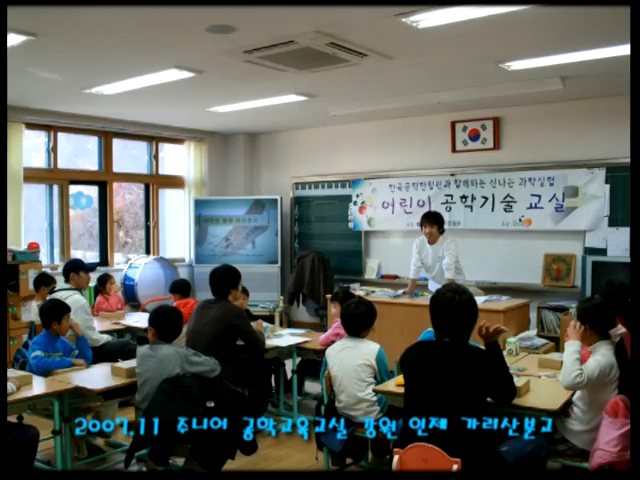 한국공학한림원과 함께하는 신나는 과학실험
어린이 공학기술 교실
2007.11 주니어 공학교육교실 강원 인제 가리산분교